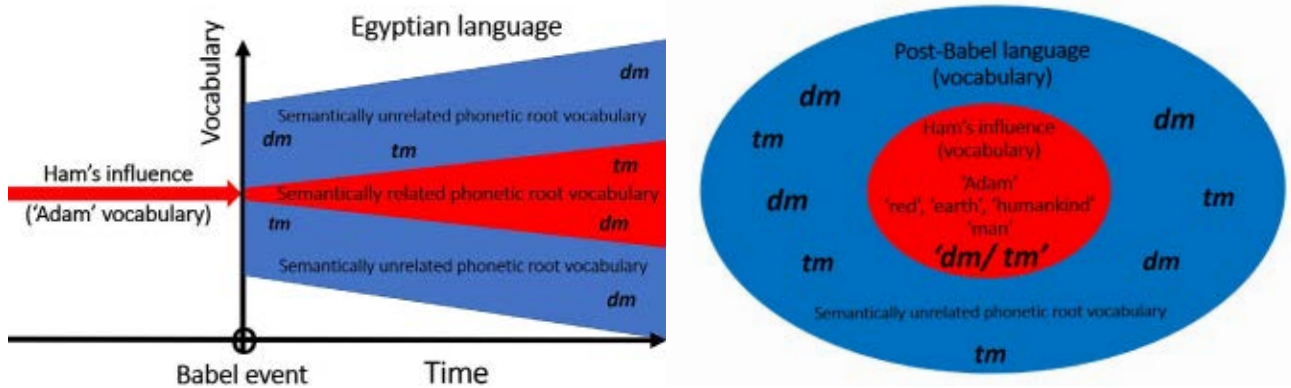 Egyptian language
Vocabulary
dm
Semantically unrelated phonetic root vocabulary
dm
tm
tm
Ham's influence
('Adam' vocabulary)
Semantically related phonetic root vocabulary
tm
dm
Semantically unrelated phonetic root vocabulary
dm
Babel event
Time
Post-Babel language
(vocabulary)
dm
dm
tm
Ham's influence
(vocabulary)
'Adam'
'red', 'earth', 'humankind'
'man'
'dm/ tm'
dm
tm
tm
dm
Semantically unrelated phonetic root vocabulary
tm